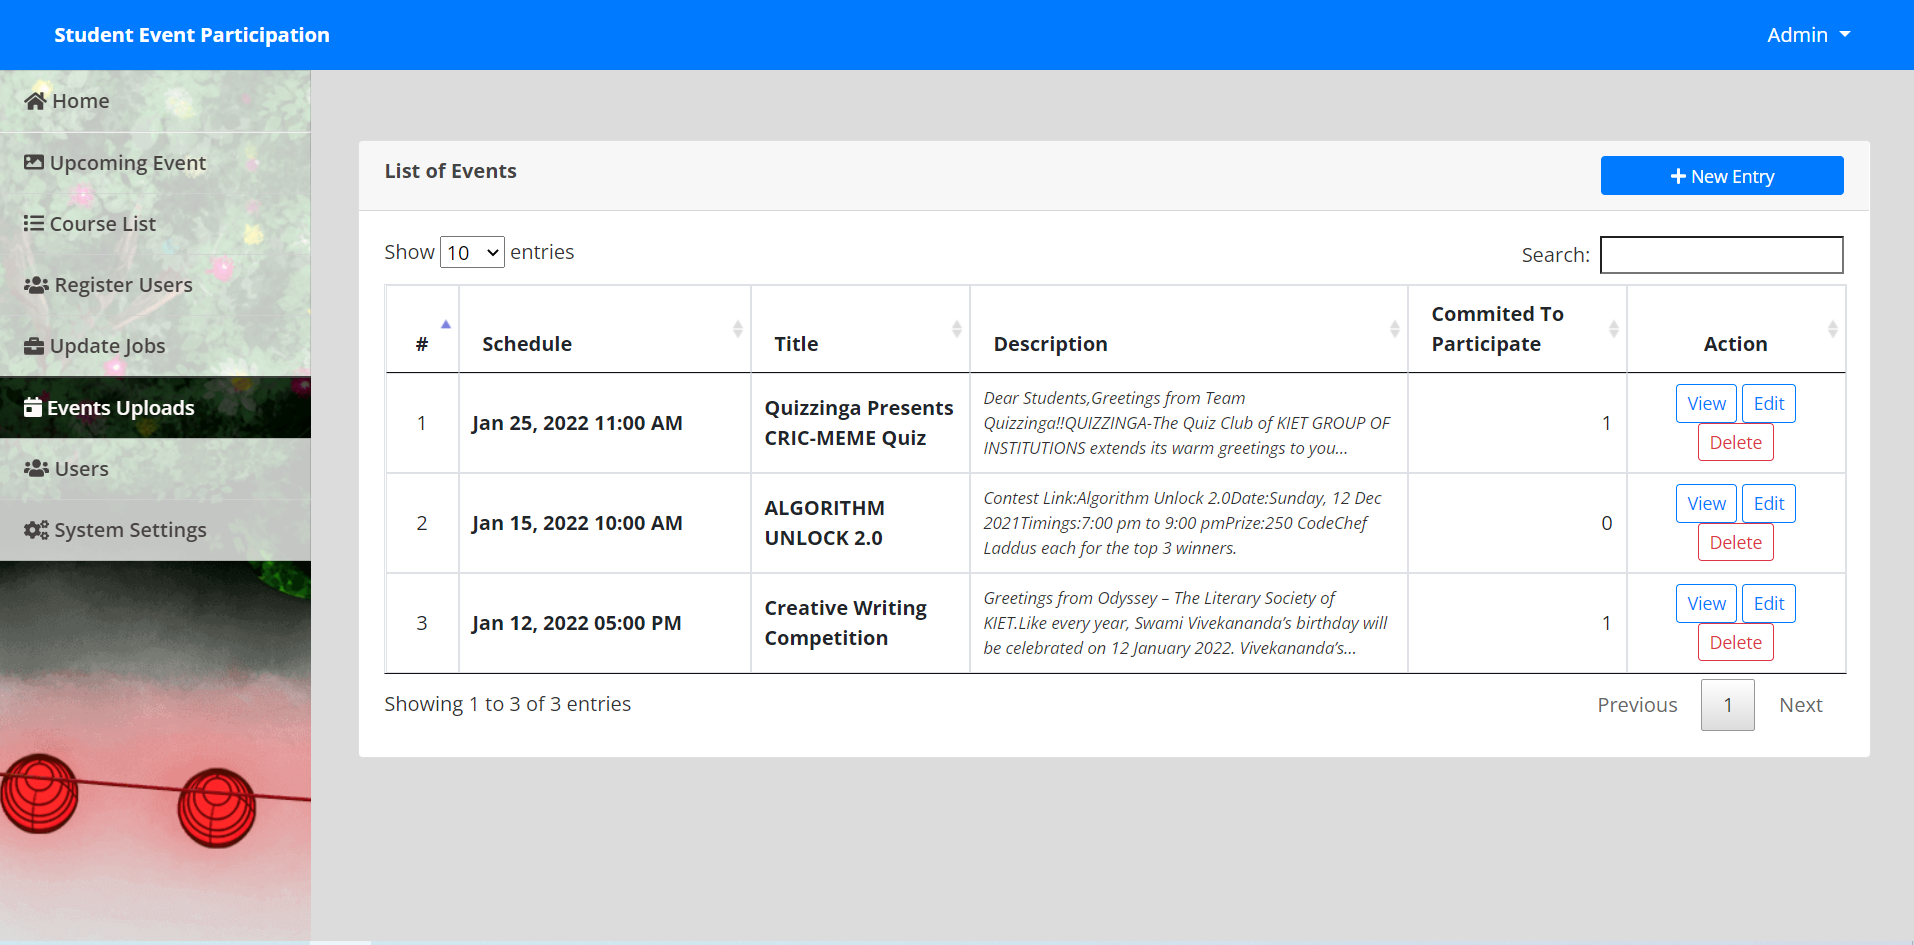 Student Event Participation
Admin
Home
Upcoming Event
Course List
Register Users
Update Jobs
Events Uploads
Users
System Settings
List of Events
New Entry
Show 10 entries
Search:
# Schedule Title Description Commited To Participate Action
1
Jan 25, 2022 11:00 AM
Quizzinga Presents
CRIC-MEME Quiz
Dear Students,Greetings from Team
Quizzinga!!QUIZZINGA-The Quiz Club of KIET GROUP OF
INSTITUTIONS extends its warm greetings to you...
1
View Edit
Delete
2
Jan 15, 2022 10:00 AM
ALGORITHM
UNLOCK 2.0
Contest Link:Algorithm Unlock 2.0Date:Sunday, 12 Dec
2021Timings:7:00 pm to 9:00 pmPrize:250 CodeChef
Laddus each for the top 3 winners.
0
View Edit
Delete
3
Jan 12, 2022 05:00 PM
Creative Writing
Competition
Greetings from Odyssey – The Literary Society of
KIET.Like every year, Swami Vivekananda’s birthday will
be celebrated on 12 January 2022. Vivekananda’s...
1
View Edit
Delete
Showing 1 to 3 of 3 entries
Previous 1 Next